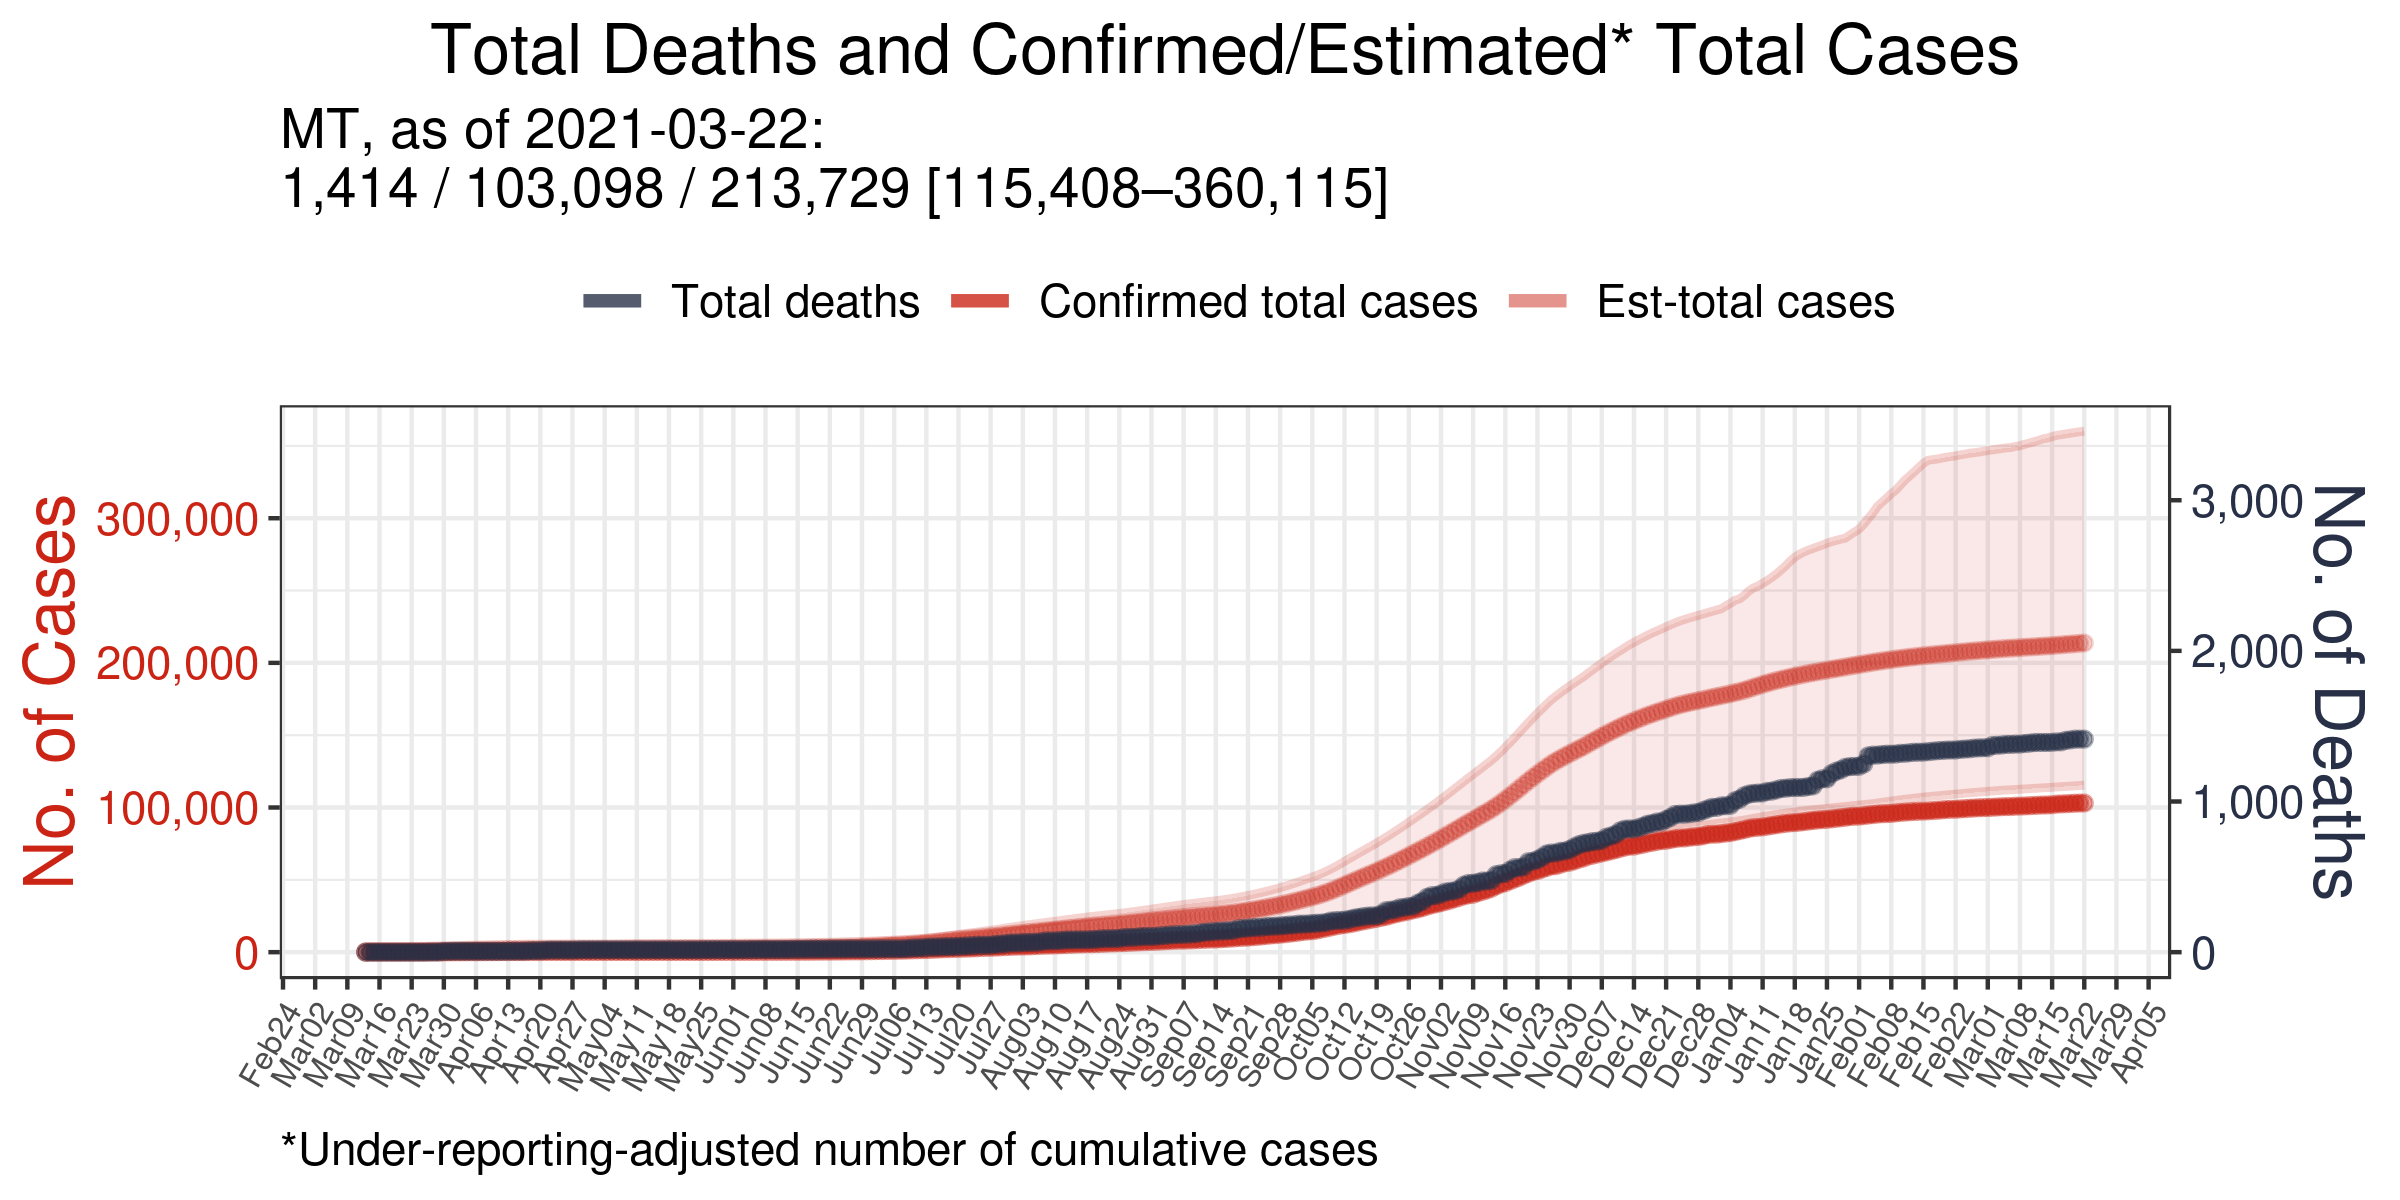 Total Deaths and Confirmed/Estimated* Total Cases
MT, as of 2021-03-22:
1,414 / 103,098 / 213,729 [115,408–360,115]
Total deaths
Confirmed total cases
Est-total cases
No. of Cases
300,000
200,000
100,000
0
3,000
2,000
1,000
0
No. of Deaths
Feb24
Mar02
Mar09
Mar16
Mar23
Mar30
Apr06
Apr13
Apr20
Apr27
May04
May11
May18
May25
Jun01
Jun08
Jun15
Jun22
Jun29
Jul06
Jul13
Jul20
Jul27
Aug03
Aug10
Aug17
Aug24
Aug31
Sep07
Sep14
Sep21
Sep28
Oct05
Oct12
Oct19
Oct26
Nov02
Nov09
Nov16
Nov23
Nov30
Dec07
Dec14
Dec21
Dec28
Jan04
Jan11
Jan18
Jan25
Feb01
Feb08
Feb15
Feb22
Mar01
Mar08
Mar15
Mar22
Mar29
Apr05
*Under-reporting-adjusted number of cumulative cases